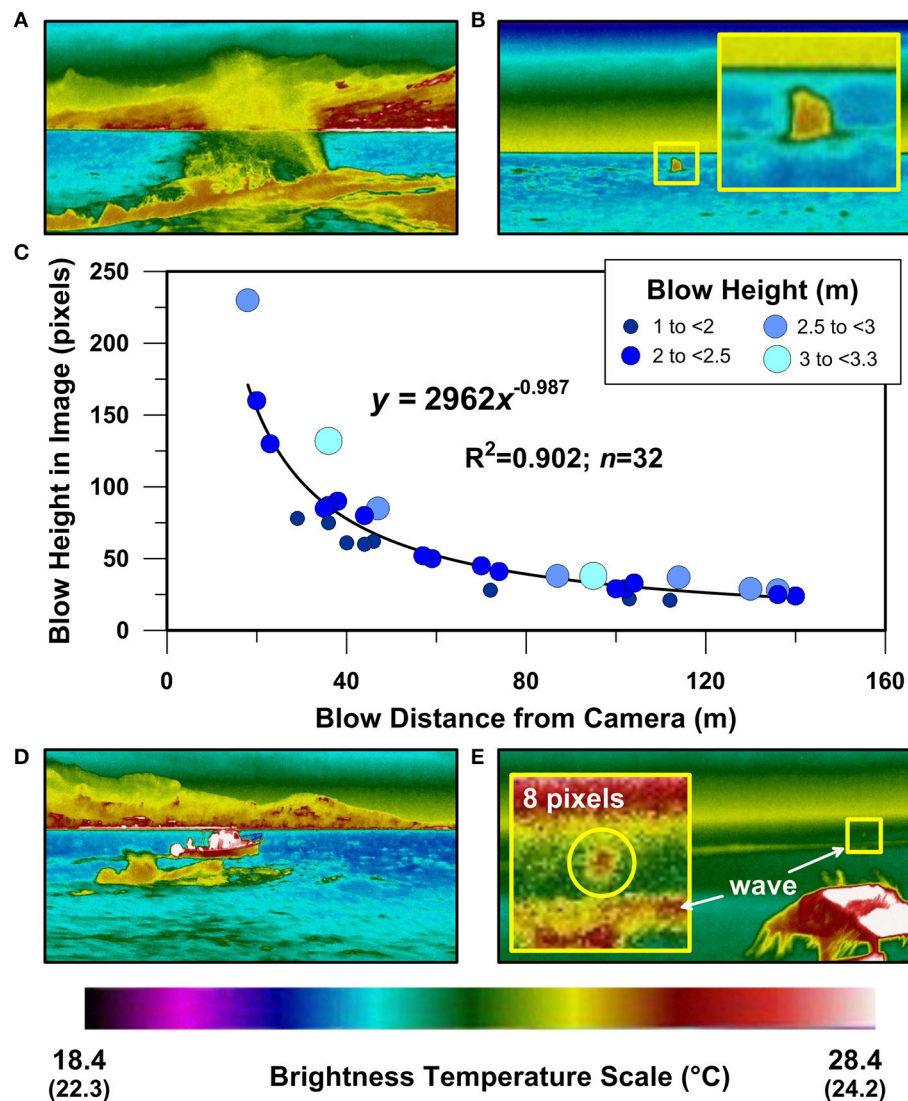 A
B
C
Blow Height in Image (pixels)
250
200
150
100
50
0
Blow Height (m)
1 to <2
2.5 to <3
2 to <2.5
3 to <3.3
y = 2962x^-0.987
R²=0.902; n=32
0
40
80
120
160
Blow Distance from Camera (m)
D
E
8 pixels
wave
18.4
28.4
(22.3)
Brightness Temperature Scale (°C)
(24.2)